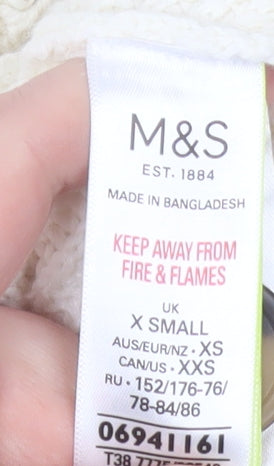 M&S
EST. 1884
MADE IN BANGLADESH
KEEP AWAY FROM
FIRE & FLAMES
UK
X SMALL
AUS/EUR/NZ • XS
CAN/US • XXS
RU • 152/176-76/
78-84/86
06941161